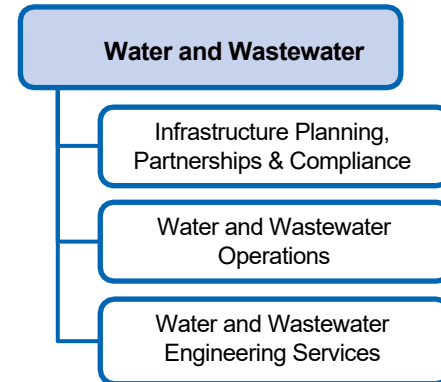 Water and Wastewater
Infrastructure Planning,
Partnerships & Compliance
Water and Wastewater
Operations
Water and Wastewater
Engineering Services